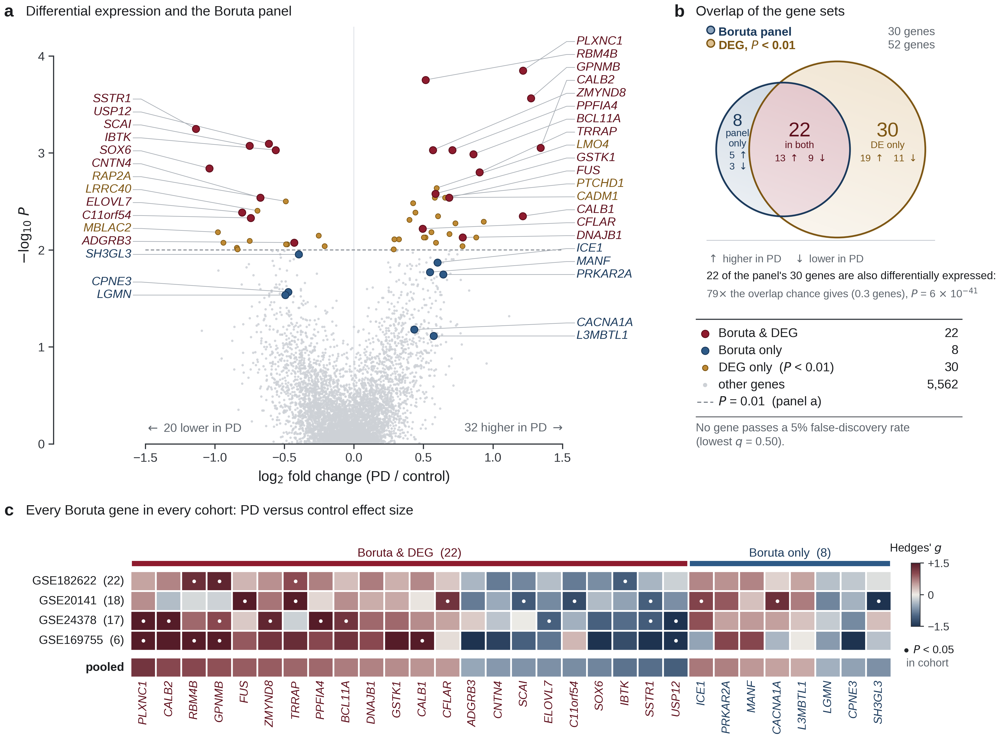 a Differential expression and the Boruta panel
−log10 P
4
3
2
1
0
−1.5
−1.0
−0.5
0.0
0.5
1.0
1.5
log2 fold change (PD / control)
← 20 lower in PD
32 higher in PD →
SSTR1
USP12
SCAI
IBTK
SOX6
CNTN4
RAP2A
LRRC40
ELOVL7
C11orf54
MBLAC2
ADGRB3
SH3GL3
CPNE3
LGMN
PLXNC1
RBM4B
GPNMB
CALB2
ZMYND8
PPFIA4
BCL11A
TRRAP
LMO4
GSTK1
FUS
PTCHD1
CADM1
CALB1
CFLAR
DNAJB1
ICE1
MANF
PRKAR2A
CACNA1A
L3MBTL1
b Overlap of the gene sets
Boruta panel 30 genes
DEG, P < 0.01 52 genes
8
panel
only
5 ↑
3 ↓
22
in both
13 ↑ 9 ↓
30
DE only
19 ↑ 11 ↓
↑ higher in PD ↓ lower in PD
22 of the panel's 30 genes are also differentially expressed:
79× the overlap chance gives (0.3 genes), P = 6 × 10−41
Boruta & DEG 22
Boruta only 8
DEG only (P < 0.01) 30
other genes 5,562
P = 0.01 (panel a)
No gene passes a 5% false-discovery rate
(lowest q = 0.50).
c Every Boruta gene in every cohort: PD versus control effect size
Boruta & DEG (22)
Boruta only (8)
GSE182622 (22)
GSE20141 (18)
GSE24378 (17)
GSE169755 (6)
pooled
PLXNC1
CALB2
RBM4B
GPNMB
FUS
ZMYND8
TRRAP
PPFIA4
BCL11A
DNAJB1
GSTK1
CALB1
CFLAR
ADGRB3
CNTN4
SCAI
ELOVL7
C11orf54
SOX6
IBTK
SSTR1
USP12
ICE1
PRKAR2A
MANF
CACNA1A
L3MBTL1
LGMN
CPNE3
SH3GL3
Hedges' g
+1.5
0
−1.5
P < 0.05
in cohort